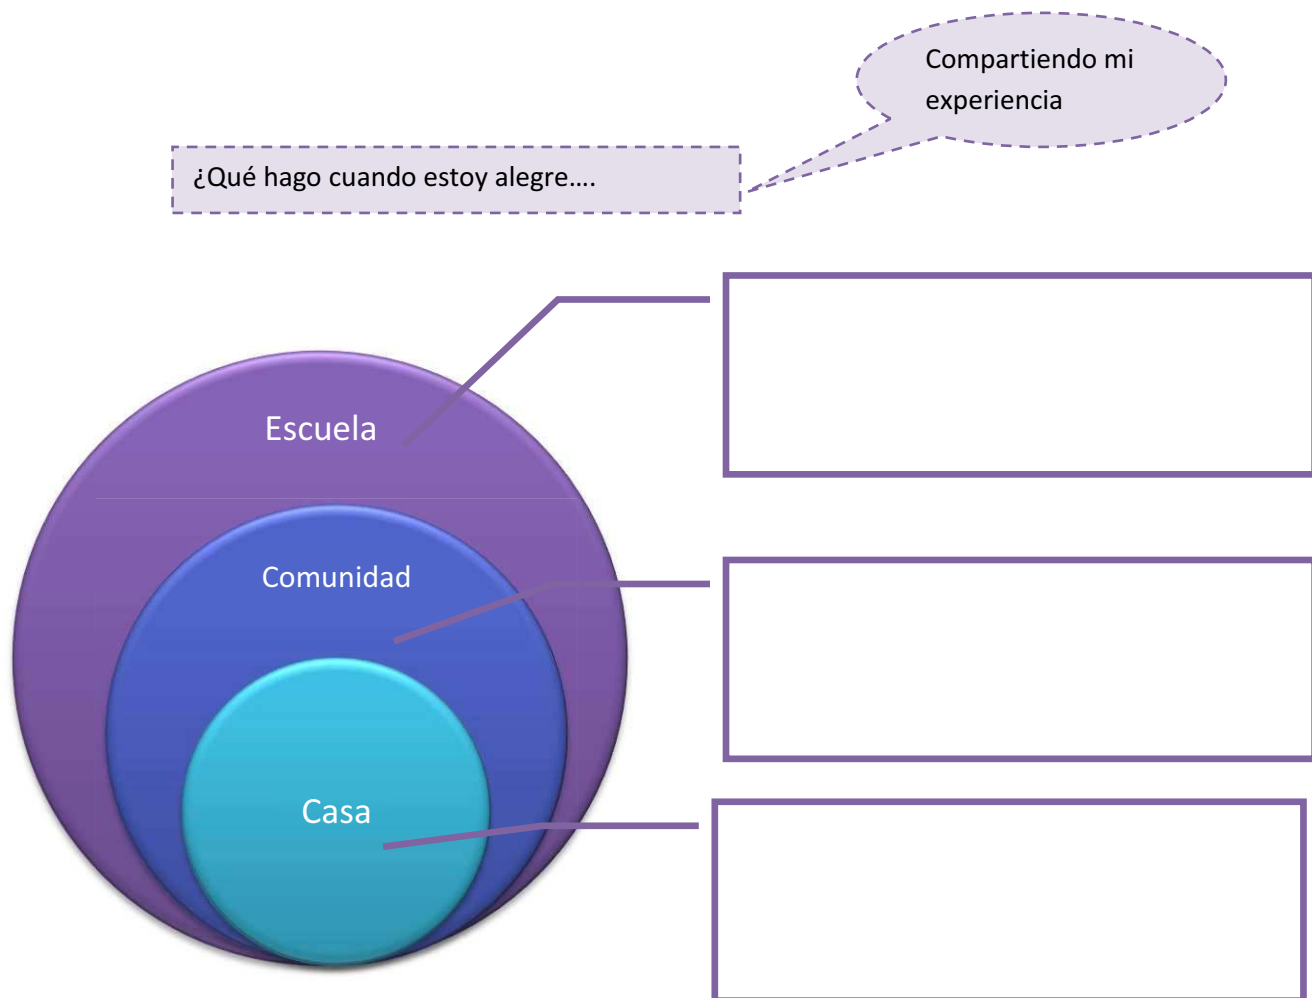 Compartiendo mi
experiencia
¿Qué hago cuando estoy alegre....
Escuela
Comunidad
Casa